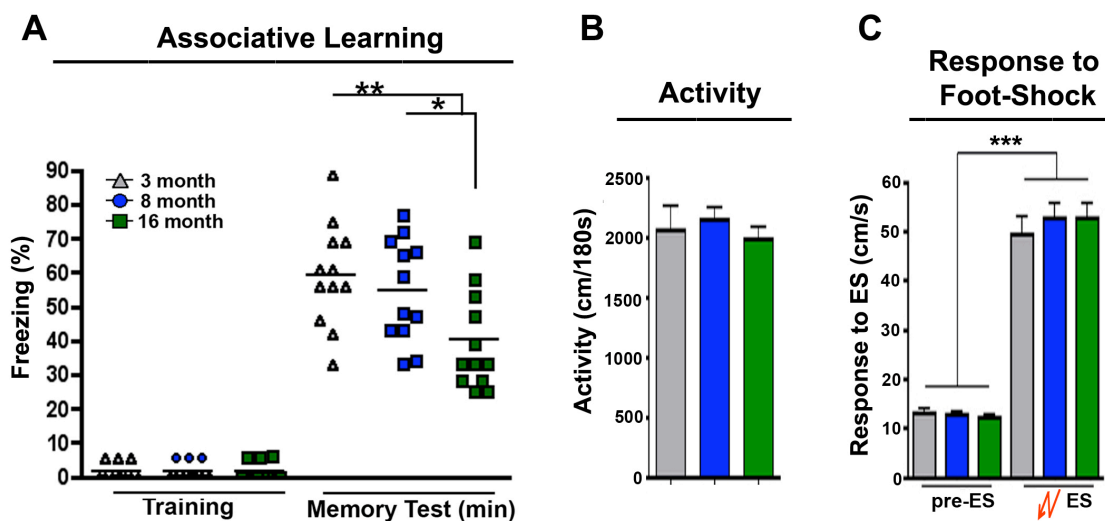 A
Associative Learning
**
*
Freezing (%)
90
80
70
60
50
40
30
20
10
0
3 month
8 month
16 month
Training
Memory Test (min)
B
Activity
Activity (cm/180s)
2500
2000
1500
1000
500
0
C
Response to
Foot-Shock
***
Response to ES (cm/s)
60
50
40
30
20
10
0
pre-ES
ES